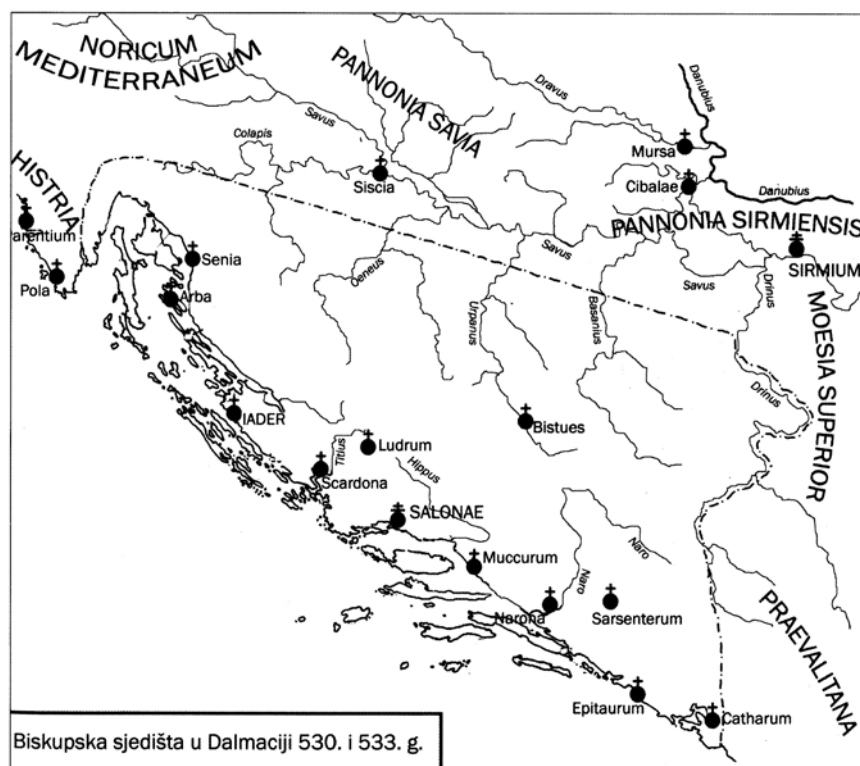 NORICUM
MEDITERRANEUM
PANNONIA SAVIA
Danubius
Dravus
Savus
Colapis
Mursa
Siscia
Cibalae
Danubius
HISTRIA
PANNONIA SIRMIENSIS
arentium
Senia
Savus
SIRMIUM
Pola
Oeneus
Savus
Drinus
Arba
Urpanus
Basanius
MOESIA SUPERIOR
Drinus
IADER
Bistues
Ludrum
Titius
Hippus
Scardona
SALONAE
Naro
Muccurum
Naro
Narona
Sarsenterum
PRAEVALITANA
Epitaurum
Catharum
Biskupska sjedišta u Dalmaciji 530. i 533. g.